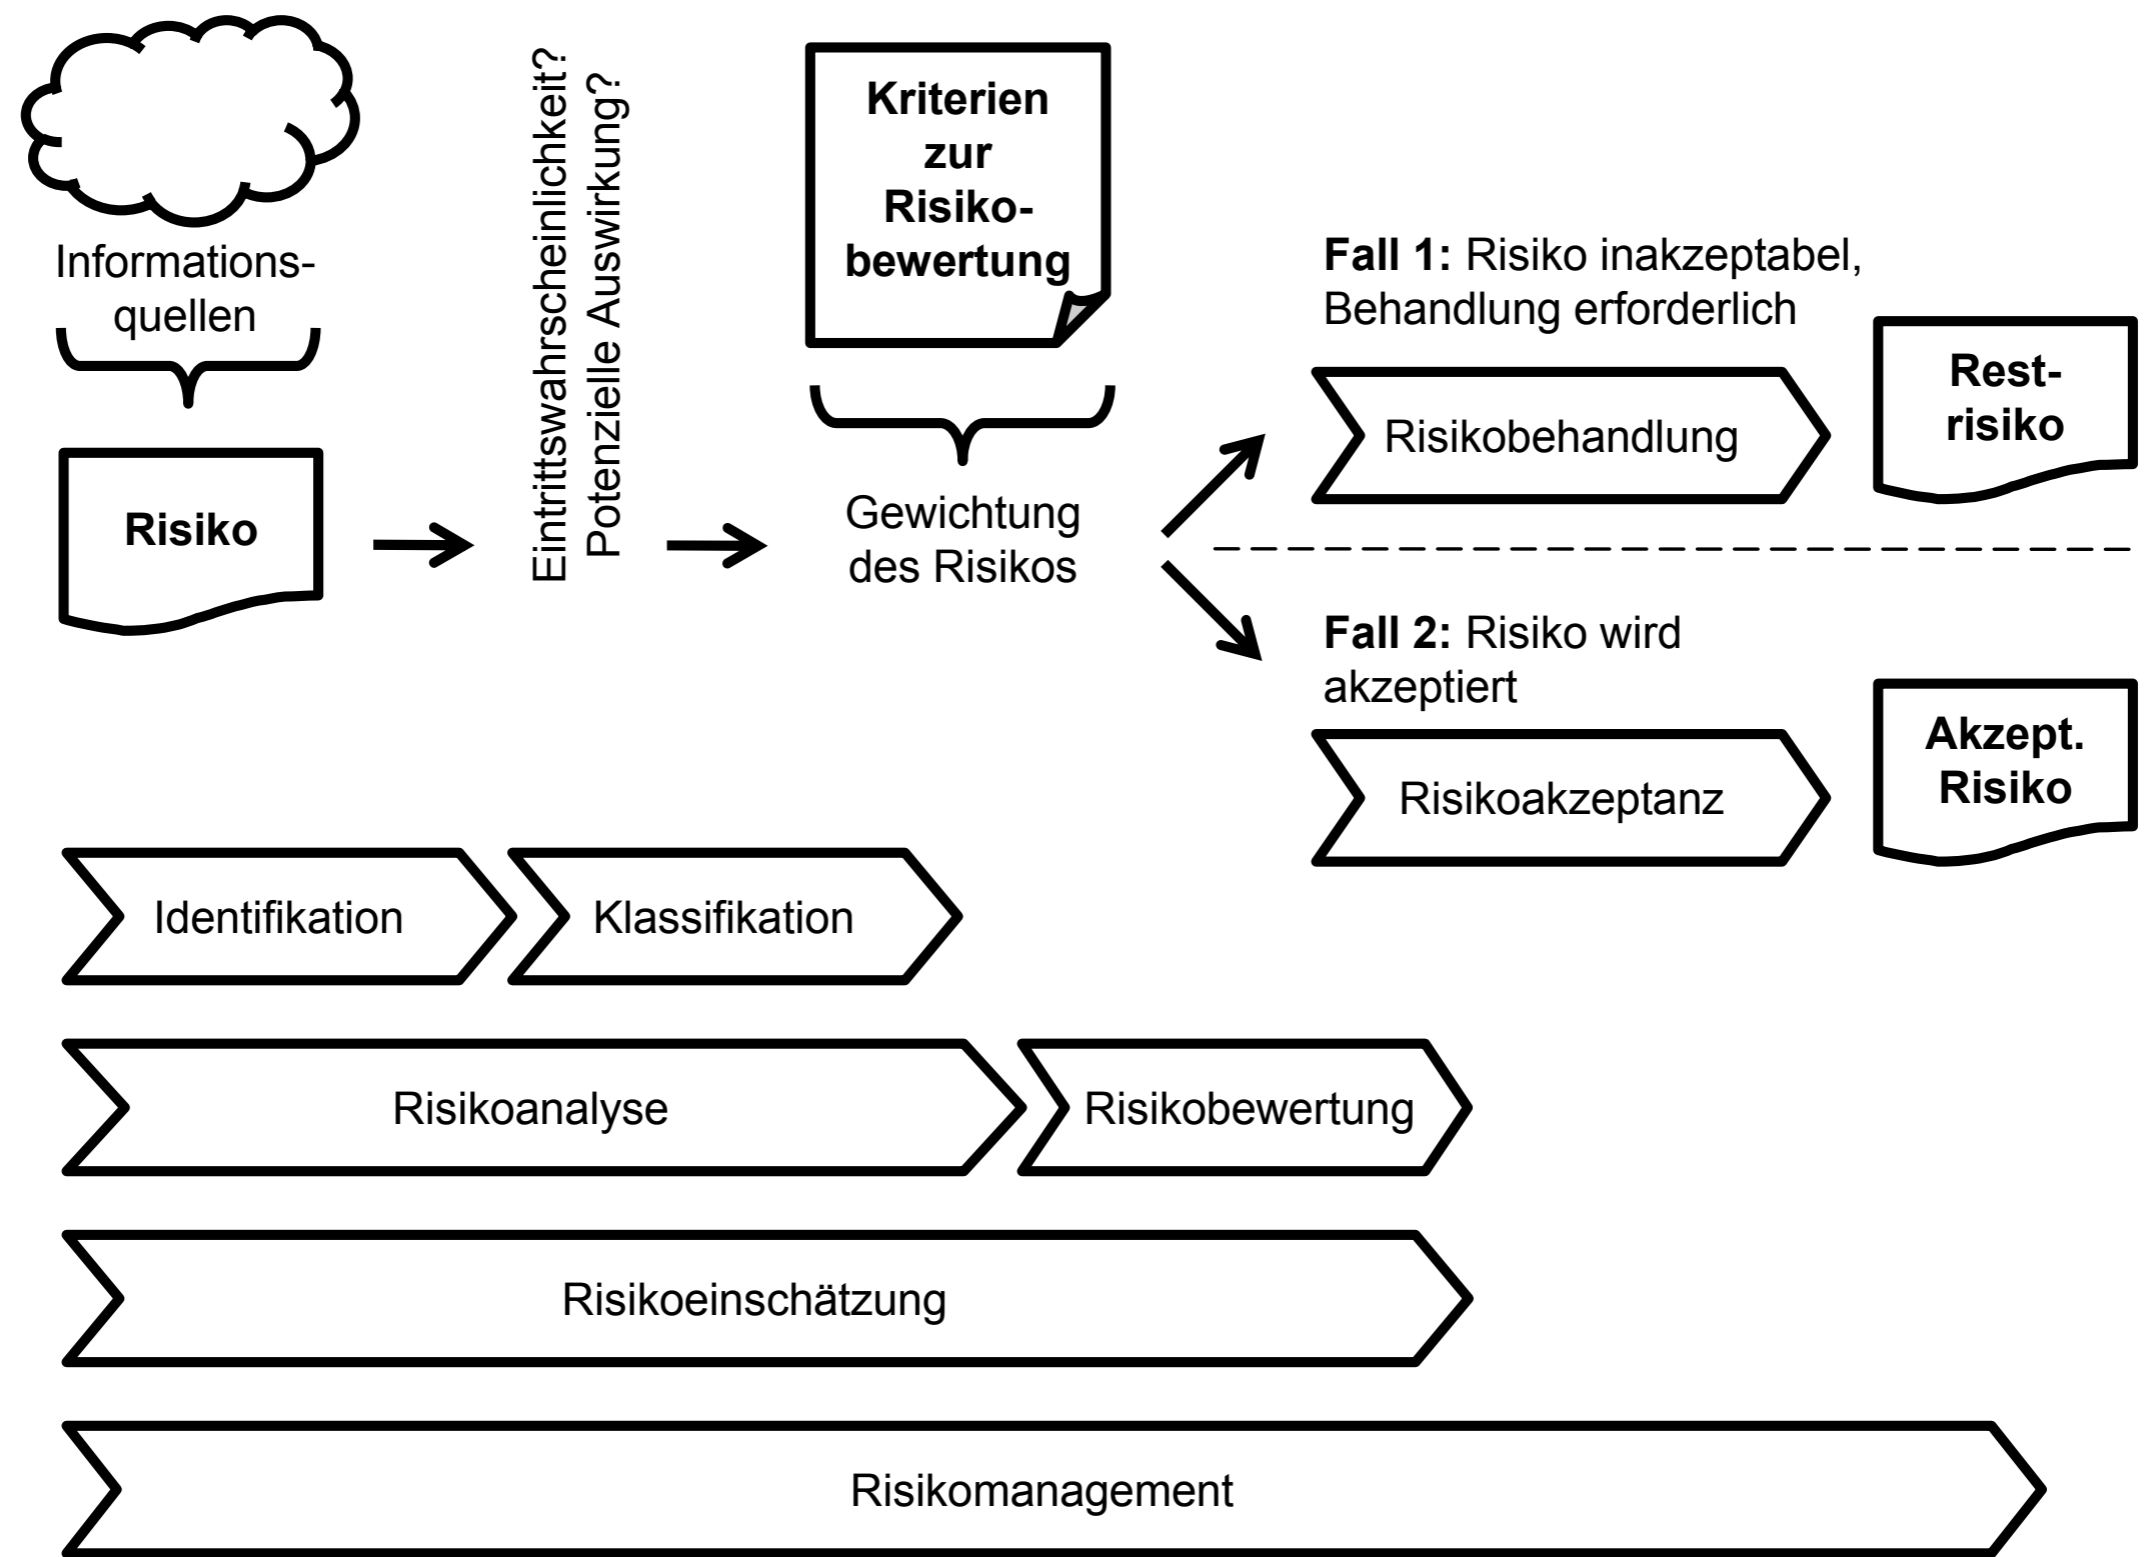 Informations-
quellen
Risiko
Eintrittswahrscheinlichkeit?
Potenzielle Auswirkung?
Kriterien
zur
Risiko-
bewertung
Gewichtung
des Risikos
Fall 1: Risiko inakzeptabel,
Behandlung erforderlich
Risikobehandlung
Rest-
risiko
Fall 2: Risiko wird
akzeptiert
Risikoakzeptanz
Akzept.
Risiko
Identifikation
Klassifikation
Risikoanalyse
Risikobewertung
Risikoeinschätzung
Risikomanagement